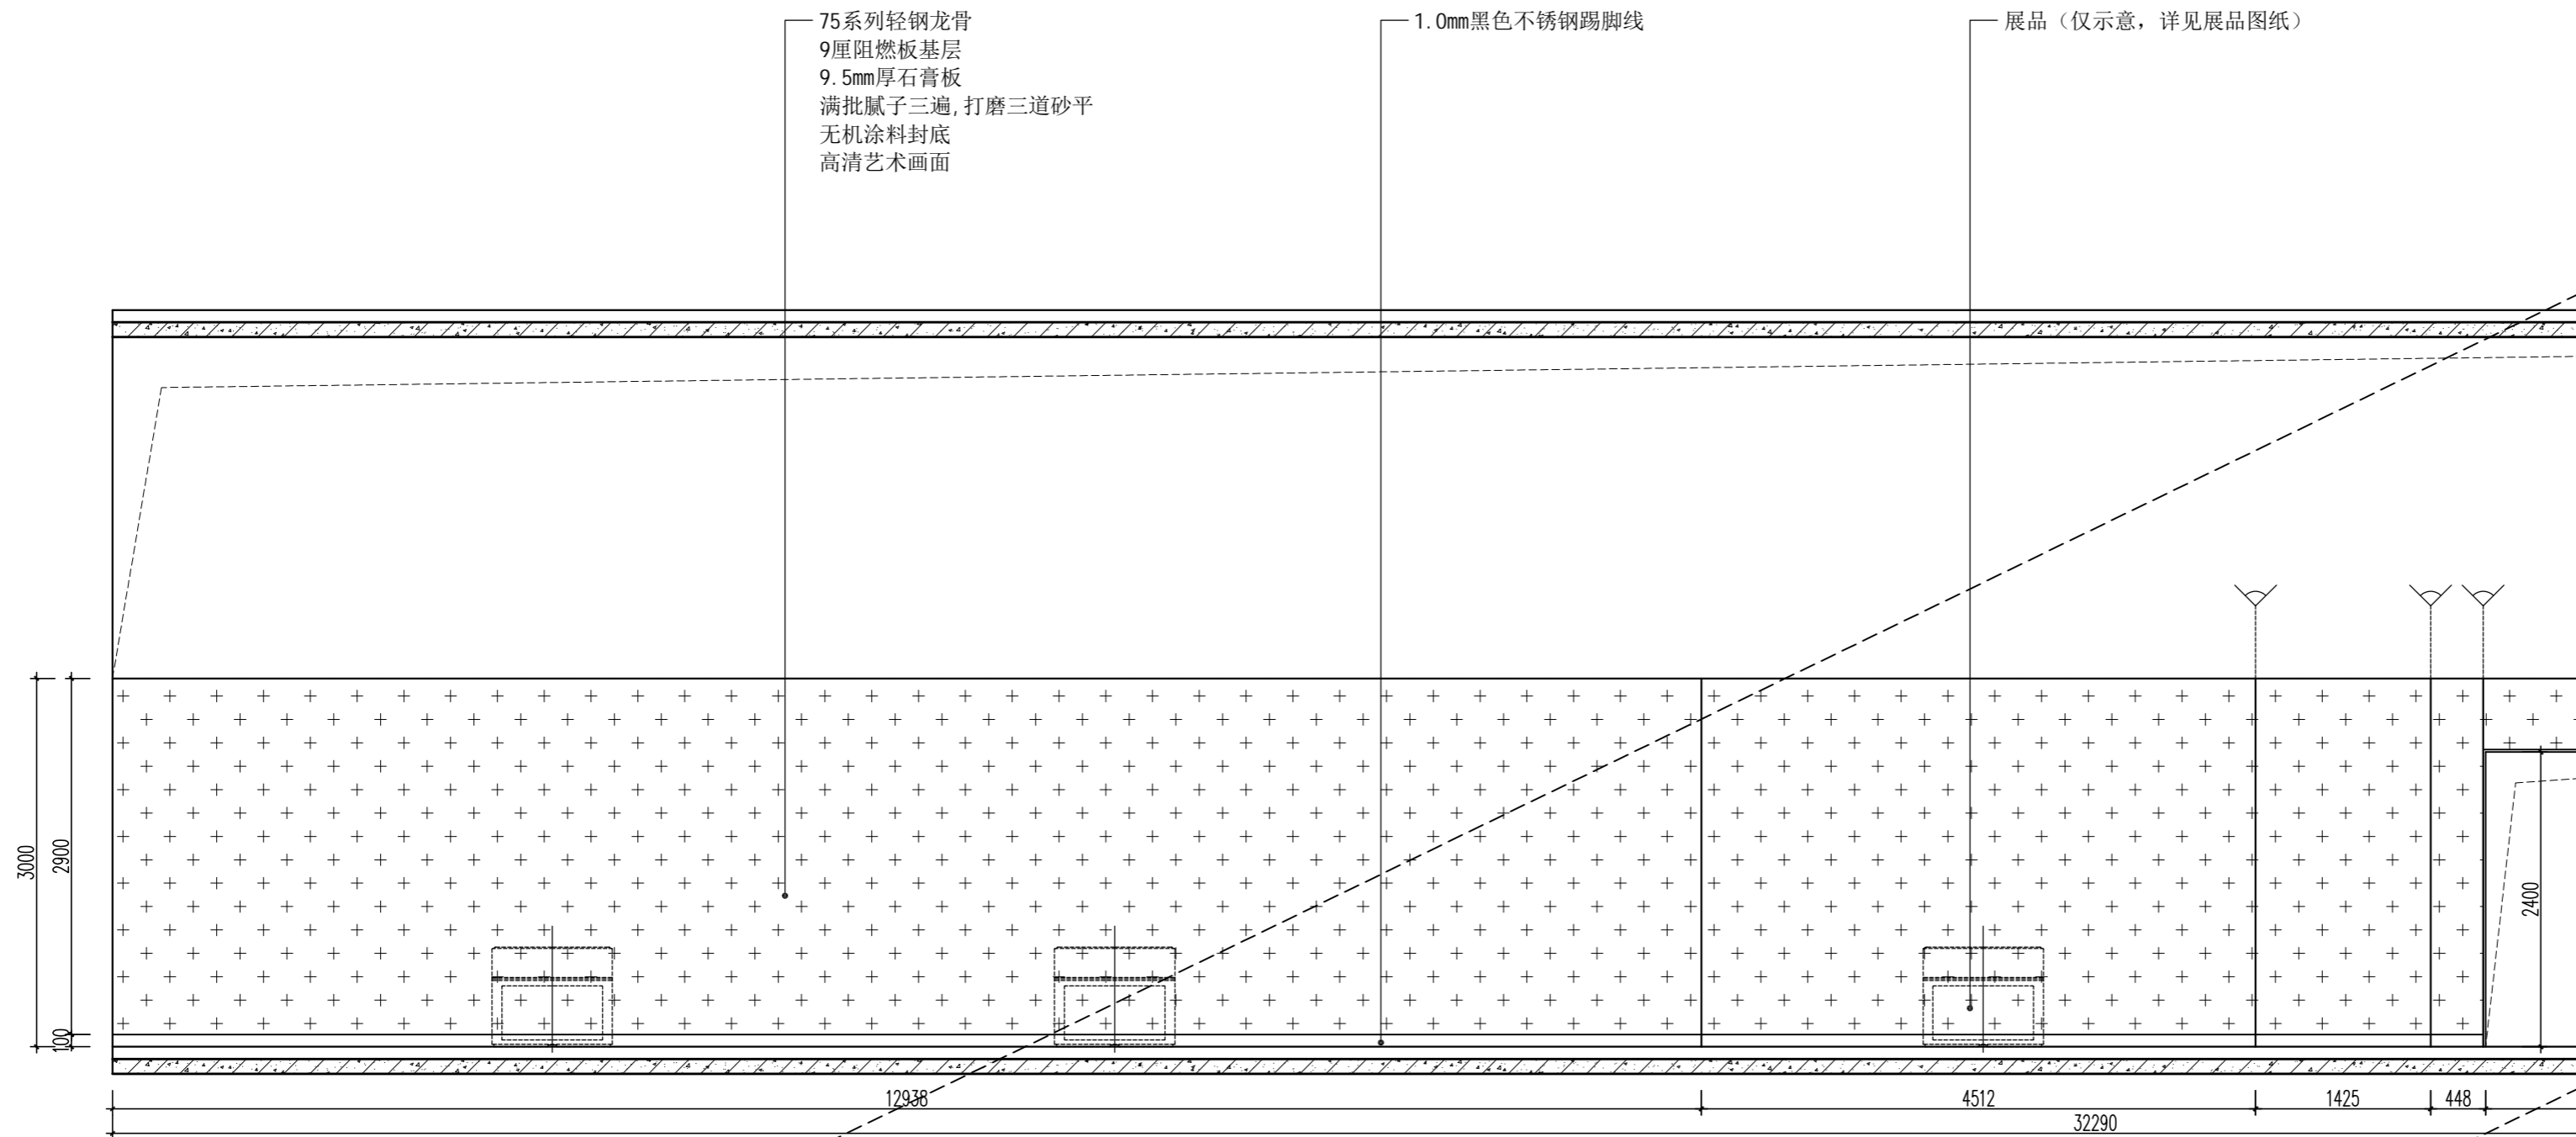 75系列轻钢龙骨
9厘阻燃板基层
9.5mm厚石膏板
满批腻子三遍,打磨三道砂平
无机涂料封底
高清艺术画面
1.0mm黑色不锈钢踢脚线
展品（仅示意，详见展品图纸）
3000
2900
100
2400
12938
4512
1425
448
32290